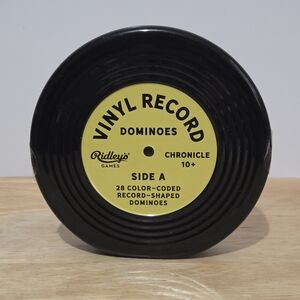 VINYL RECORD
DOMINOES
Ridley's
GAMES
CHRONICLE
10+
SIDE A
28 COLOR-CODED
RECORD-SHAPED
DOMINOES